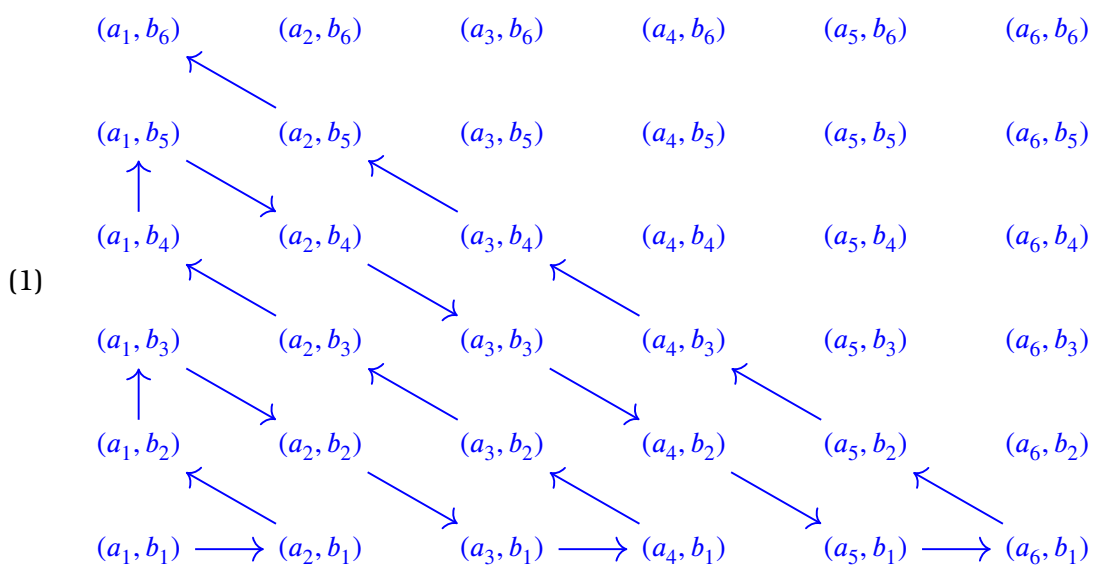 (a₁, b₆) (a₂, b₆) (a₃, b₆) (a₄, b₆) (a₅, b₆) (a₆, b₆)
(a₁, b₅) (a₂, b₅) (a₃, b₅) (a₄, b₅) (a₅, b₅) (a₆, b₅)
(a₁, b₄) (a₂, b₄) (a₃, b₄) (a₄, b₄) (a₅, b₄) (a₆, b₄)
(1)
(a₁, b₃) (a₂, b₃) (a₃, b₃) (a₄, b₃) (a₅, b₃) (a₆, b₃)
(a₁, b₂) (a₂, b₂) (a₃, b₂) (a₄, b₂) (a₅, b₂) (a₆, b₂)
(a₁, b₁) (a₂, b₁) (a₃, b₁) (a₄, b₁) (a₅, b₁) (a₆, b₁)